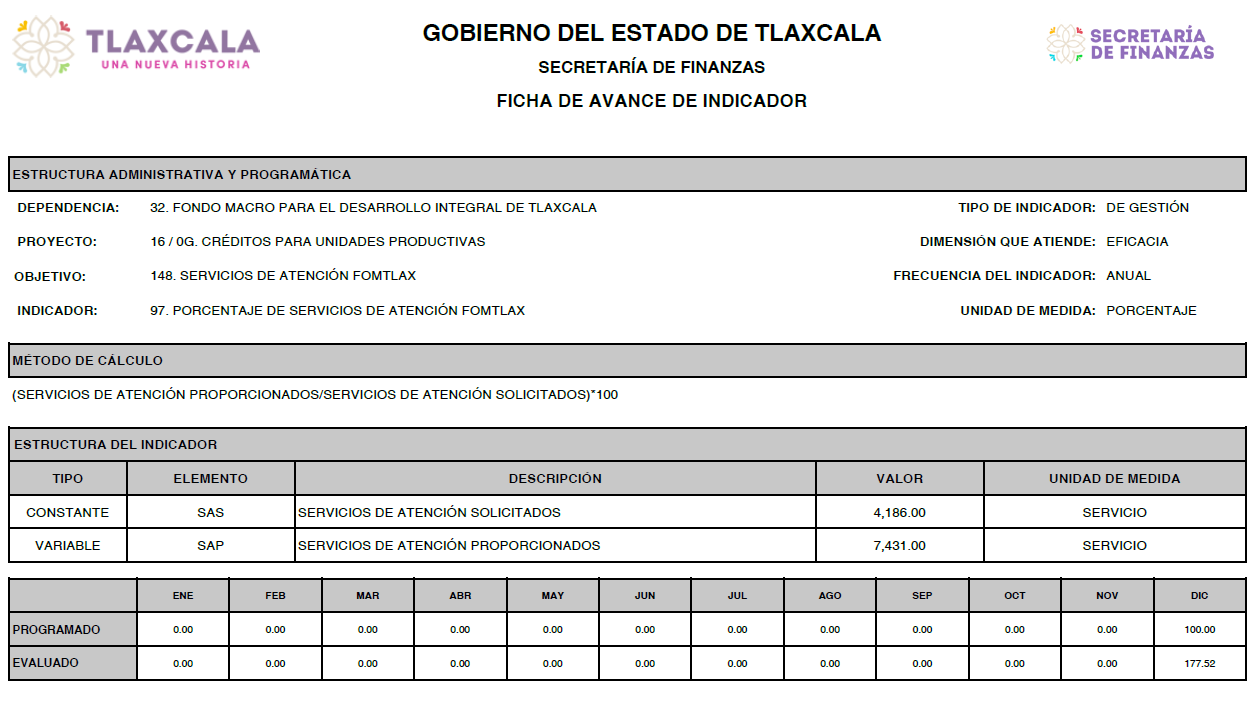 TLAXCALA
UNA NUEVA HISTORIA
GOBIERNO DEL ESTADO DE TLAXCALA
SECRETARÍA DE FINANZAS
FICHA DE AVANCE DE INDICADOR
SECRETARÍA
DE FINANZAS
ESTRUCTURA ADMINISTRATIVA Y PROGRAMÁTICA
DEPENDENCIA: 32. FONDO MACRO PARA EL DESARROLLO INTEGRAL DE TLAXCALA TIPO DE INDICADOR: DE GESTIÓN
PROYECTO: 16 / 0G. CRÉDITOS PARA UNIDADES PRODUCTIVAS DIMENSIÓN QUE ATIENDE: EFICACIA
OBJETIVO: 148. SERVICIOS DE ATENCIÓN FOMTLAX FRECUENCIA DEL INDICADOR: ANUAL
INDICADOR: 97. PORCENTAJE DE SERVICIOS DE ATENCIÓN FOMTLAX UNIDAD DE MEDIDA: PORCENTAJE
MÉTODO DE CÁLCULO
(SERVICIOS DE ATENCIÓN PROPORCIONADOS/SERVICIOS DE ATENCIÓN SOLICITADOS)*100
ESTRUCTURA DEL INDICADOR
TIPO ELEMENTO DESCRIPCIÓN VALOR UNIDAD DE MEDIDA
CONSTANTE SAS SERVICIOS DE ATENCIÓN SOLICITADOS 4,186.00 SERVICIO
VARIABLE SAP SERVICIOS DE ATENCIÓN PROPORCIONADOS 7,431.00 SERVICIO
ENE FEB MAR ABR MAY JUN JUL AGO SEP OCT NOV DIC
PROGRAMADO 0.00 0.00 0.00 0.00 0.00 0.00 0.00 0.00 0.00 0.00 0.00 100.00
EVALUADO 0.00 0.00 0.00 0.00 0.00 0.00 0.00 0.00 0.00 0.00 0.00 177.52